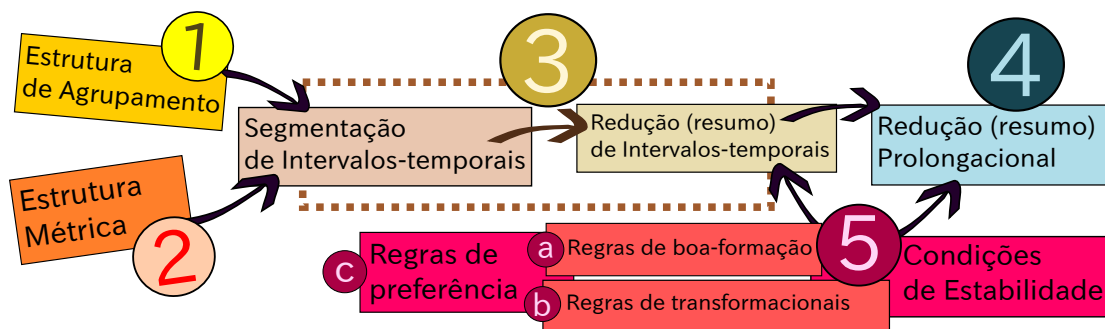 1
Estrutura
de Agrupamento
2
Estrutura
Métrica
3
Segmentação
de Intervalos-temporais
Redução (resumo)
de Intervalos-temporais
4
Redução (resumo)
Prolongacional
5
Condições
de Estabilidade
a
Regras de boa-formação
b
Regras de transformacionais
c
Regras de
preferência